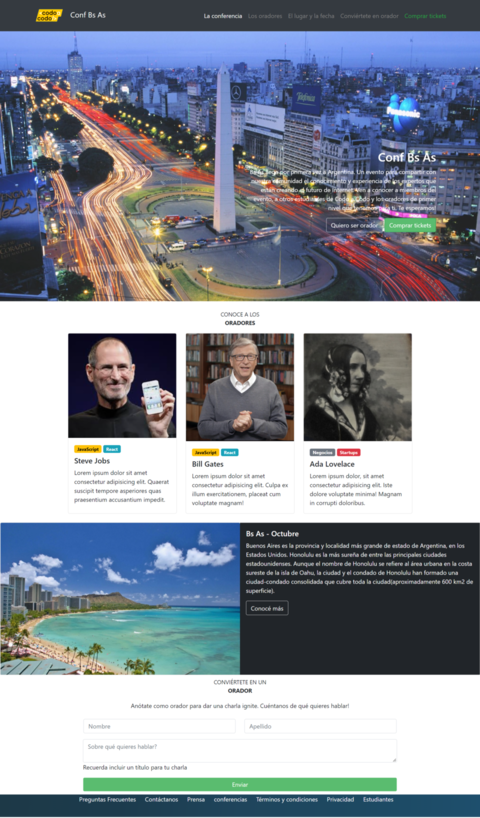 codo
codo
Conf Bs As
La conferencia Los oradores El lugar y la fecha Conviértete en orador Comprar tickets
Telefonica
Panasonic
Conf Bs As
Bs As llega por primera vez a Argentina. Un evento para compartir con
nuestra comunidad el conocimiento y experiencia de los expertos que
están creando el futuro de Internet. Ven a conocer a miembros del
evento, a otros estudiantes de Codo a Codo y los oradores de primer
nivel que tenemos para ti. Te esperamos!
Quiero ser orador Comprar tickets
CONOCE A LOS
ORADORES
JavaScript React
Steve Jobs
Lorem ipsum dolor sit amet
consectetur adipisicing elit. Quaerat
suscipit tempore asperiores quas
praesentium accusantium impedit.
JavaScript React
Bill Gates
Lorem ipsum dolor sit amet
consectetur adipisicing elit. Culpa ex
illum exercitationem, placeat cum
voluptate magnam!
Negocios Startups
Ada Lovelace
Lorem ipsum dolor, sit amet
consectetur adipisicing elit. Iste
dolore voluptate minima! Magnam
in corrupti doloribus.
Bs As - Octubre
Buenos Aires es la provincia y localidad más grande de estado de Argentina, en los
Estados Unidos. Honolulu es la más sureña de entre las principales ciudades
estadounidenses. Aunque el nombre de Honolulu se refiere al área urbana en la costa
sureste de la isla de Oahu, la ciudad y el condado de Honolulu han formado una
ciudad-condado consolidada que cubre toda la ciudad(aproximadamente 600 km2 de
superficie).
Conocé más
CONVIÉRTETE EN UN
ORADOR
Anótate como orador para dar una charla ignite. Cuéntanos de qué quieres hablar!
Nombre Apellido
Sobre qué quieres hablar?
Recuerda incluir un título para tu charla
Enviar
Preguntas Frecuentes Contáctanos Prensa conferencias Términos y condiciones Privacidad Estudiantes